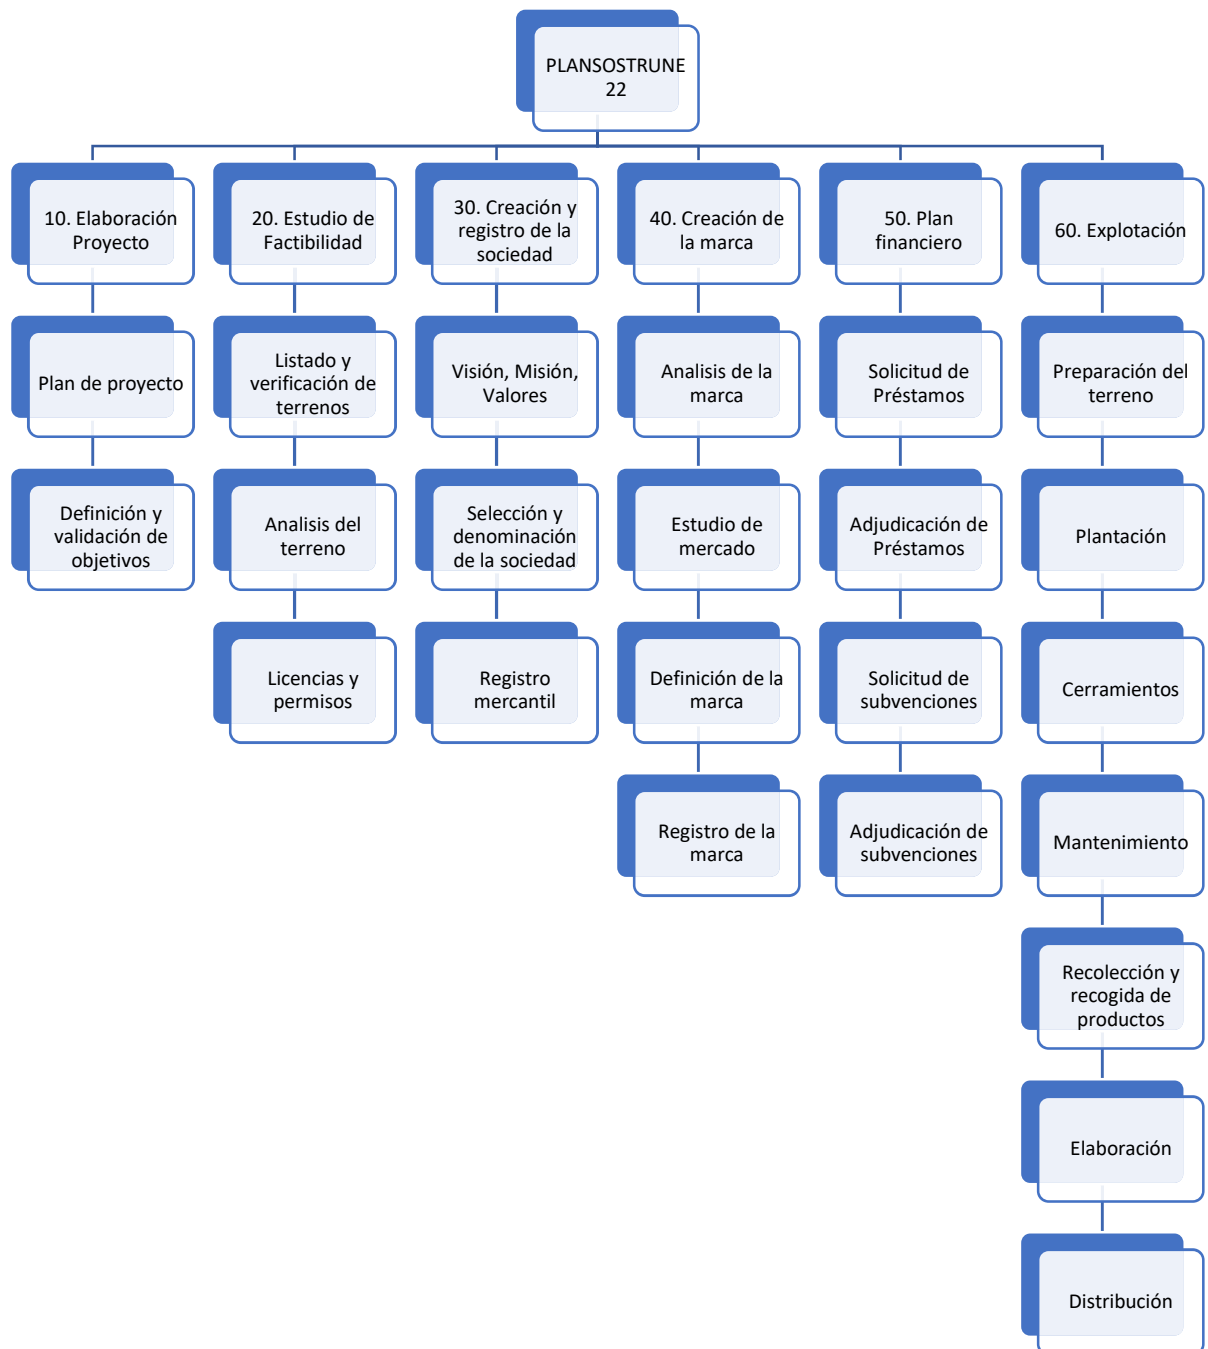 PLANSOSTRUNE
22
10. Elaboración
Proyecto
20. Estudio de
Factibilidad
30. Creación y
registro de la
sociedad
40. Creación de
la marca
50. Plan
financiero
60. Explotación
Plan de proyecto
Listado y
verificación de
terrenos
Visión, Misión,
Valores
Analisis de la
marca
Solicitud de
Préstamos
Preparación del
terreno
Definición y
validación de
objetivos
Analisis del
terreno
Selección y
denominación
de la sociedad
Estudio de
mercado
Adjudicación de
Préstamos
Plantación
Licencias y
permisos
Registro
mercantil
Definición de la
marca
Solicitud de
subvenciones
Cerramientos
Registro de la
marca
Adjudicación de
subvenciones
Mantenimiento
Recolección y
recogida de
productos
Elaboración
Distribución